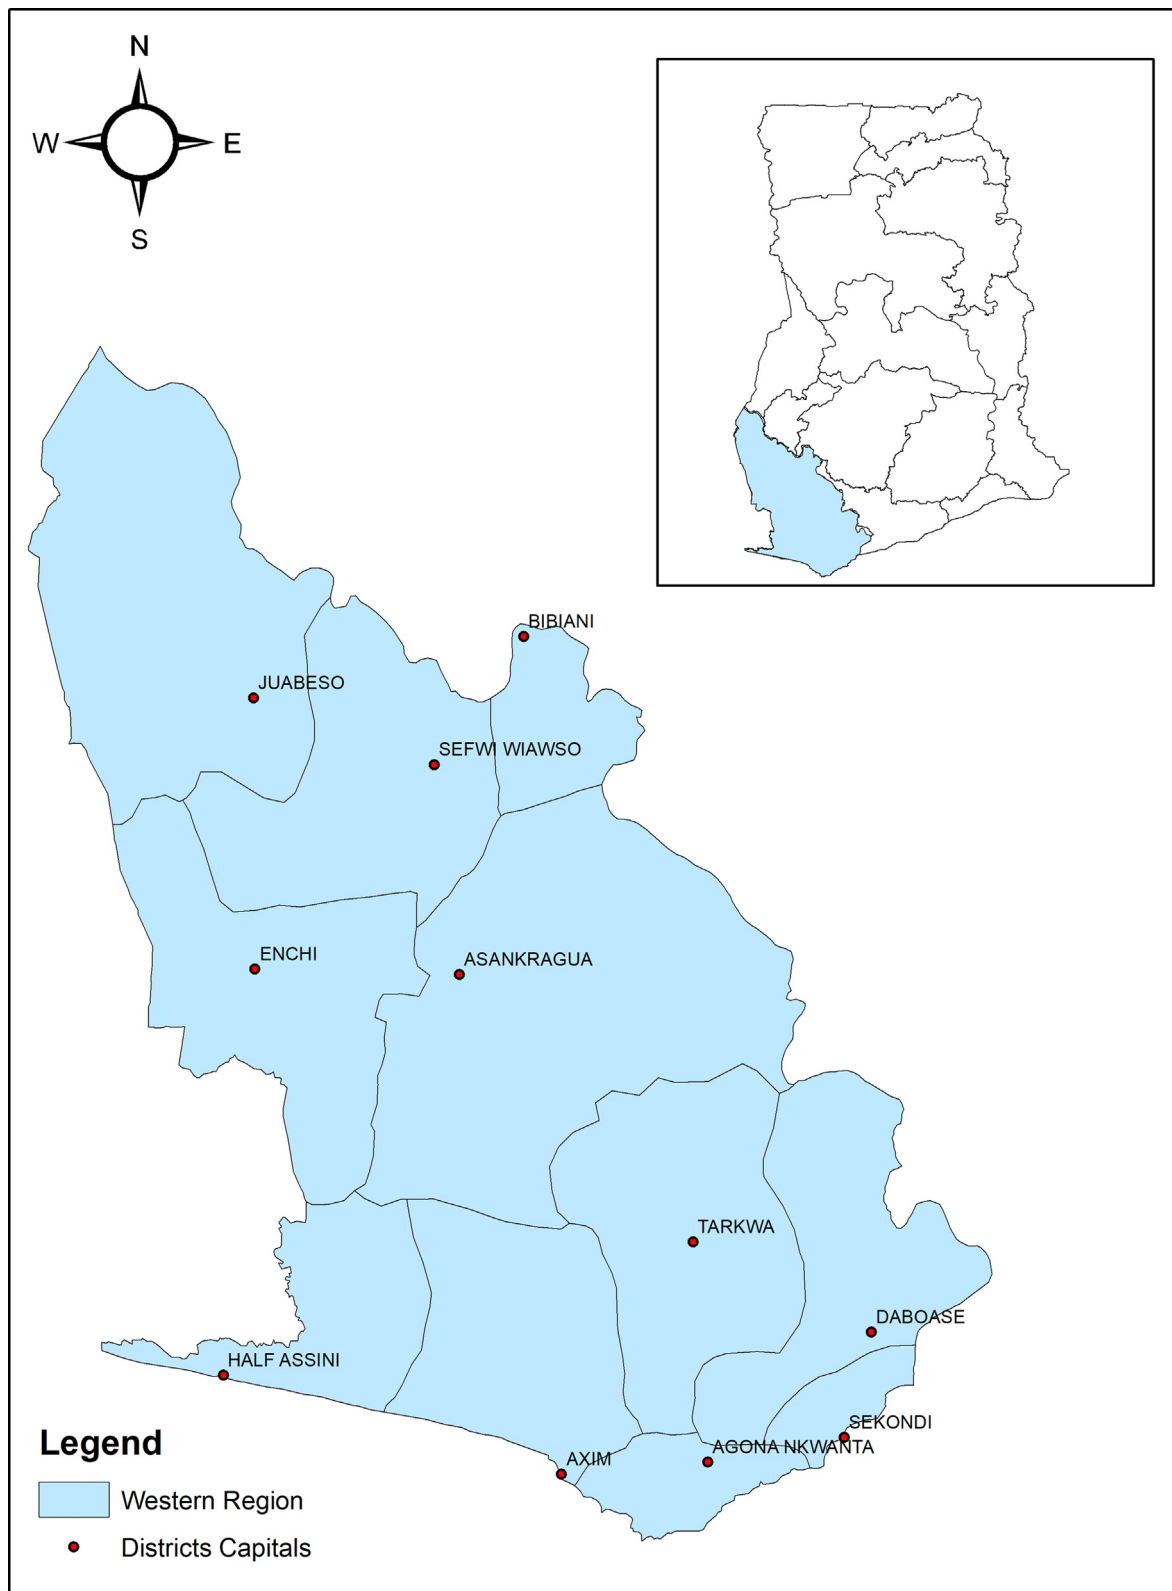 N
W E
S
BIBIANI
JUABESO
SEFWI WIAWSO
ENCHI
ASANKRAGUA
TARKWA
DABOASE
HALF ASSINI
SEKONDI
AGONA NKWANTA
AXIM
Legend
Western Region
Districts Capitals